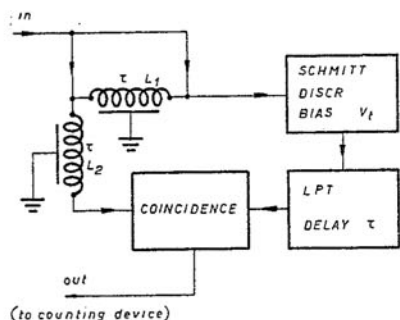 in
τ L1
SCHMITT
DISCR
BIAS Vt
τ
L2
COINCIDENCE
LPT
DELAY τ
out
(to counting device)